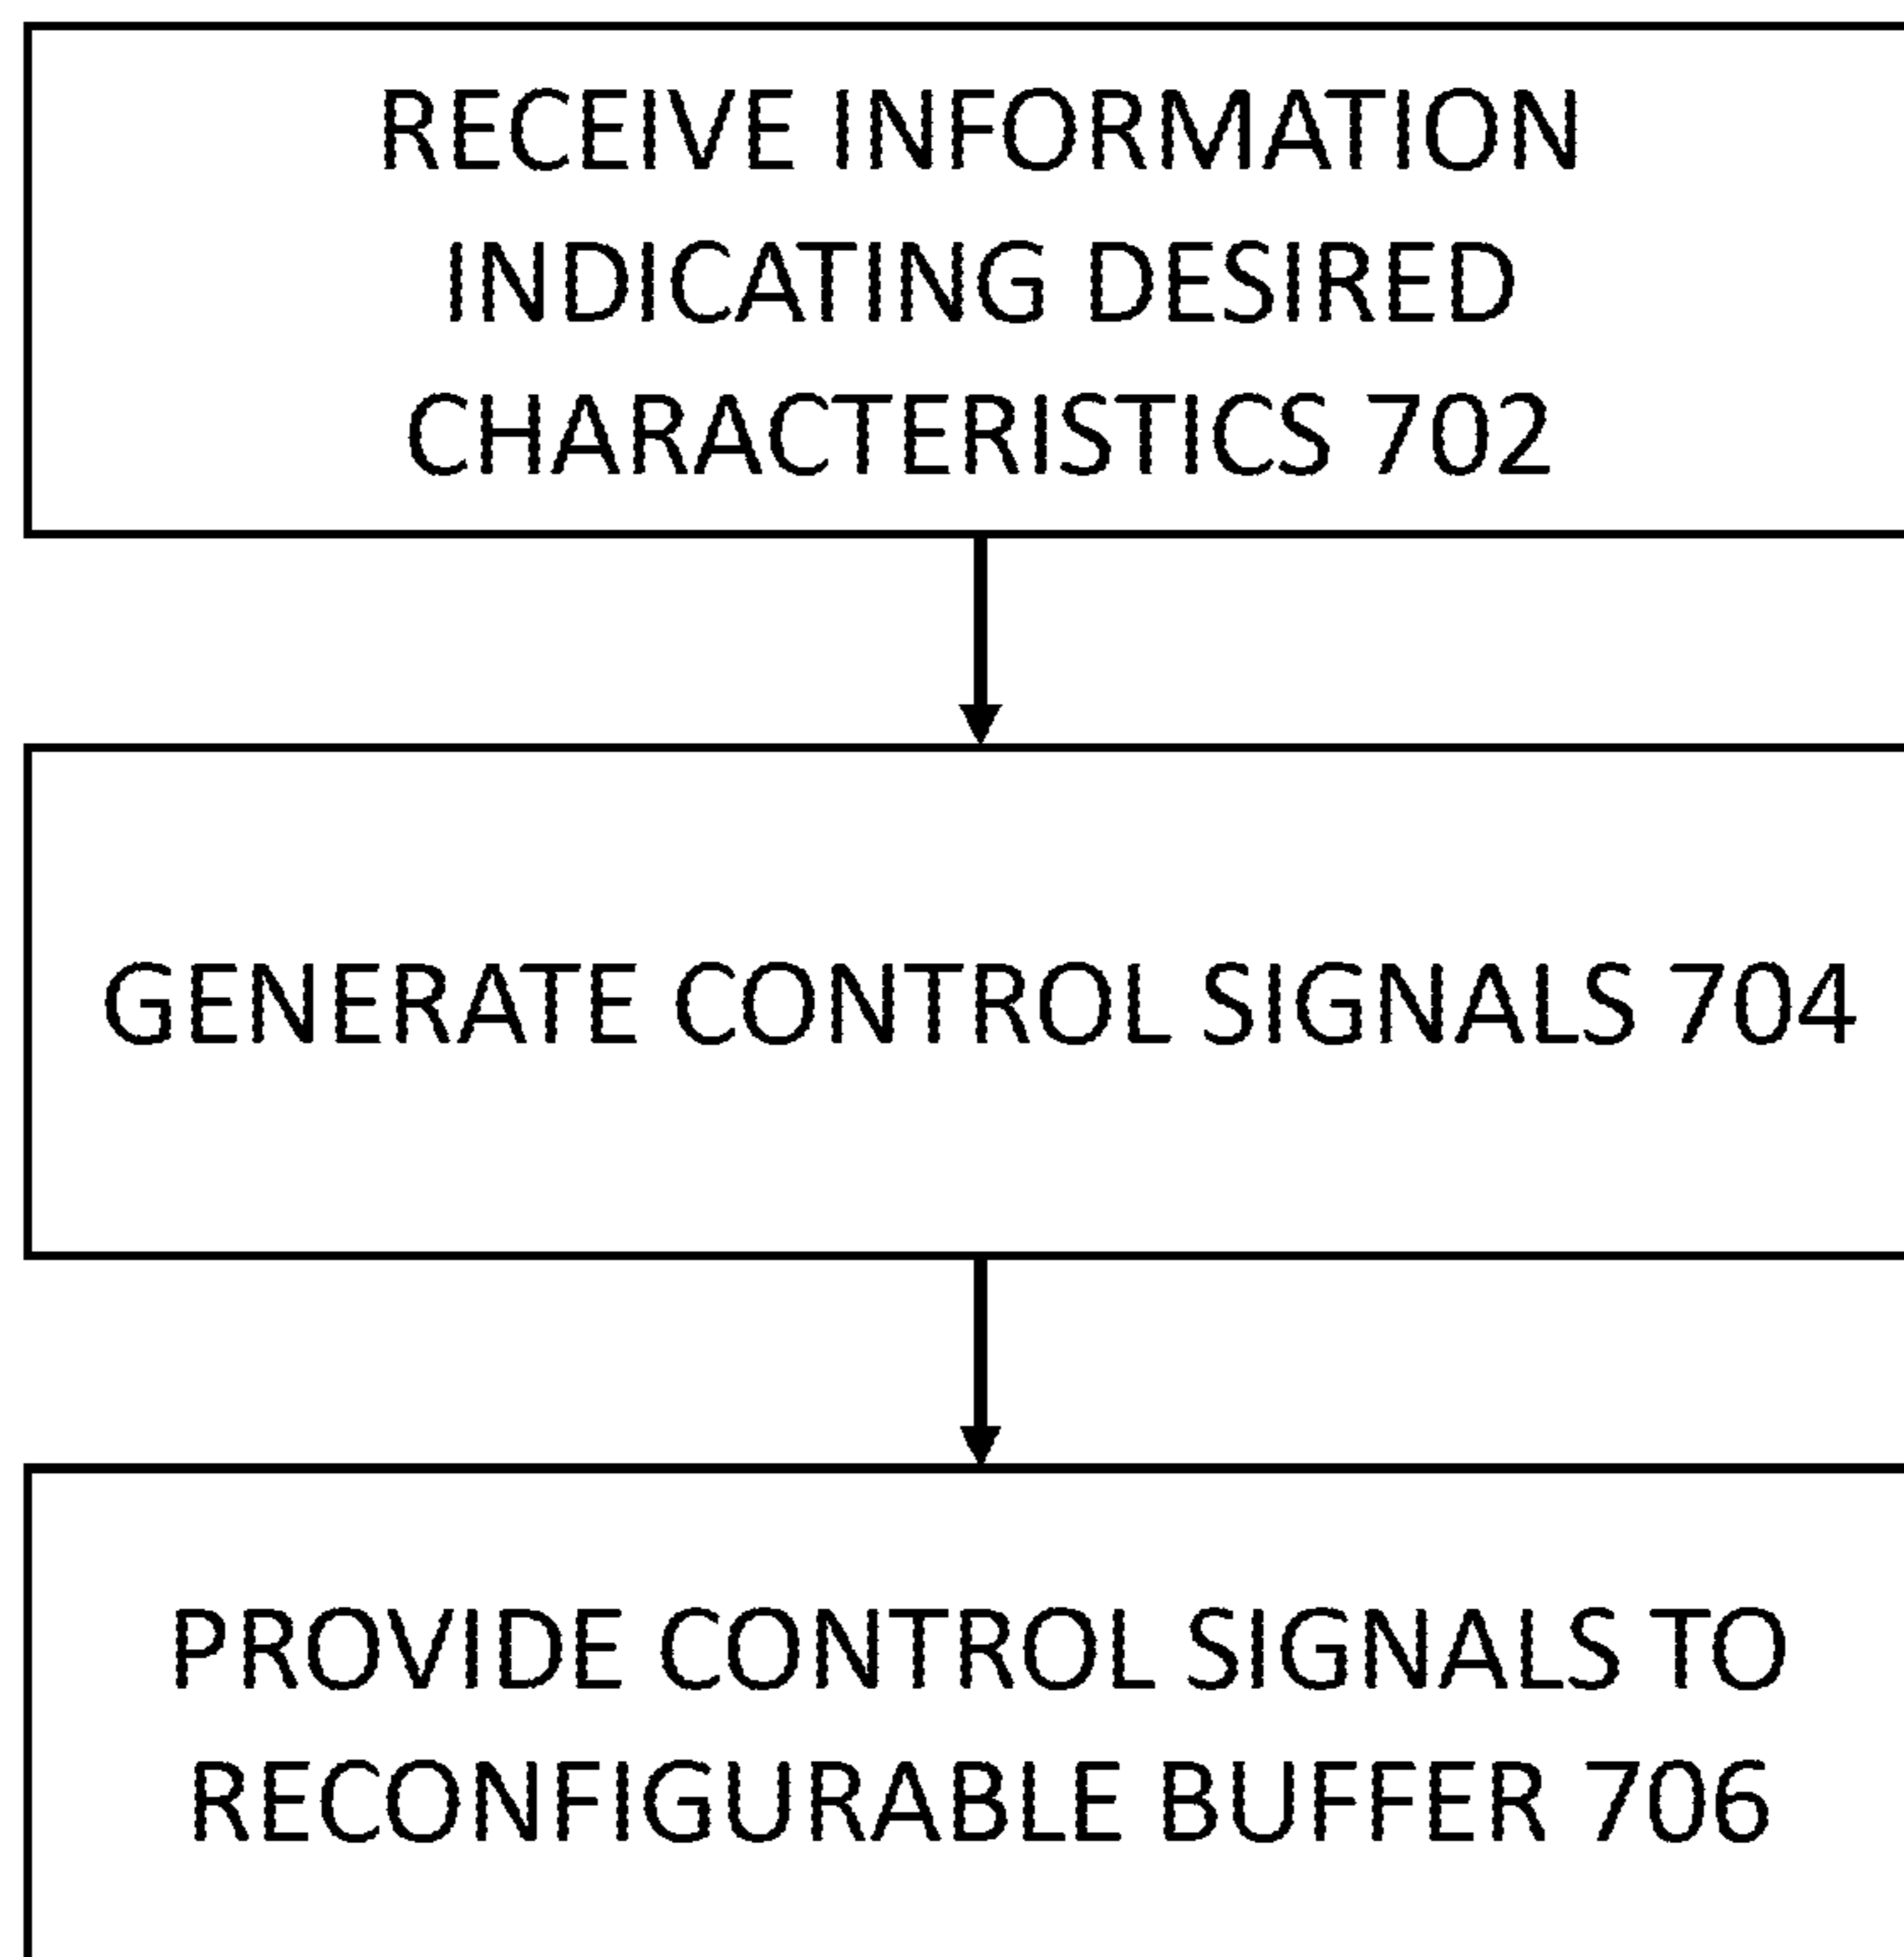 RECEIVE INFORMATION
INDICATING DESIRED
CHARACTERISTICS 702
GENERATE CONTROL SIGNALS 704
PROVIDE CONTROL SIGNALS TO
RECONFIGURABLE BUFFER 706